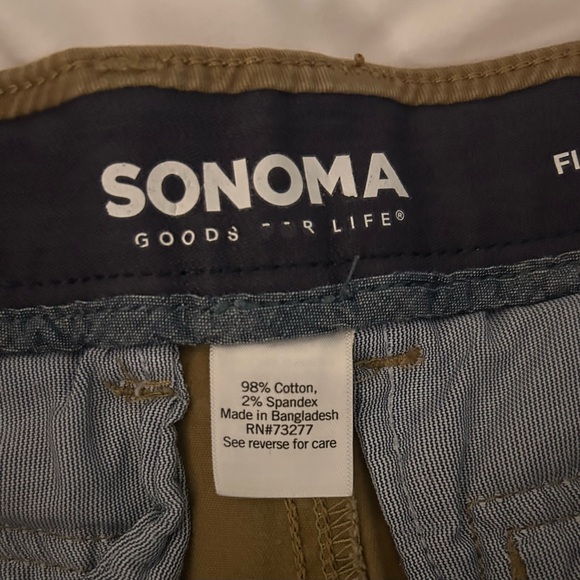 SONOMA
GOODS LIFE®
98% Cotton,
2% Spandex
Made in Bangladesh
RN#73277
See reverse for care